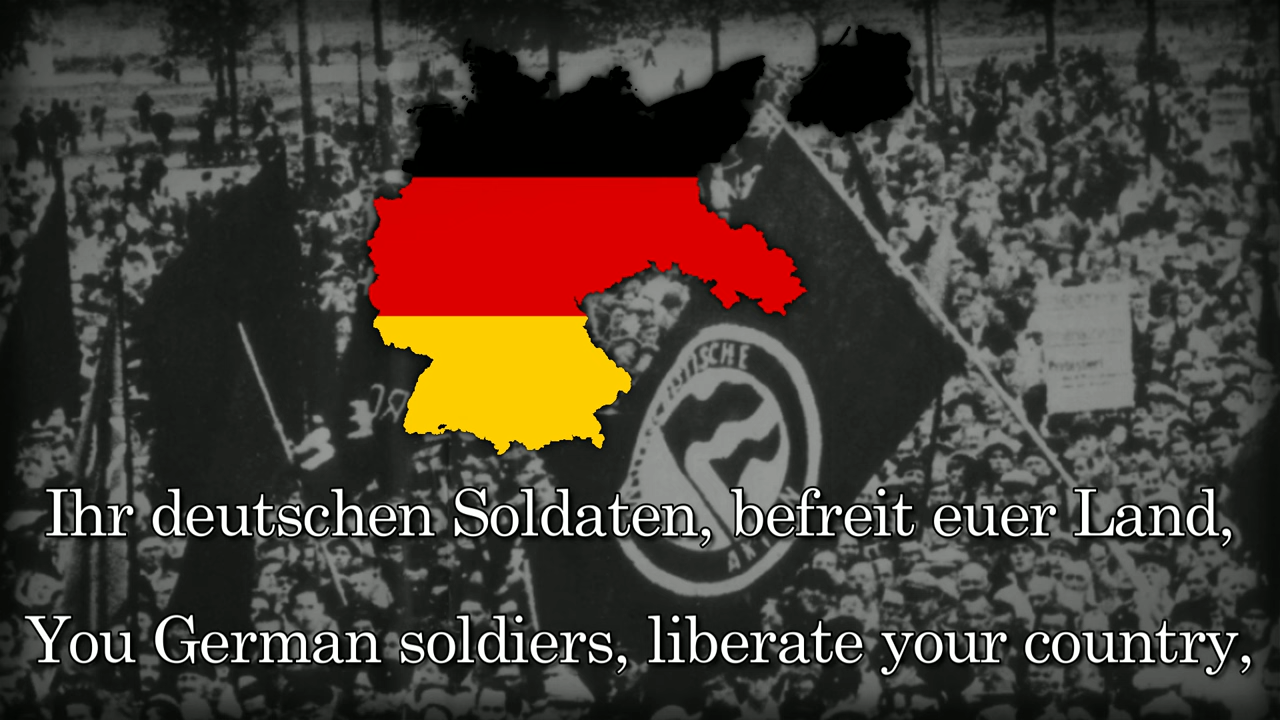 Ihr deutschen Soldaten, befreit euer Land,
You German soldiers, liberate your country,